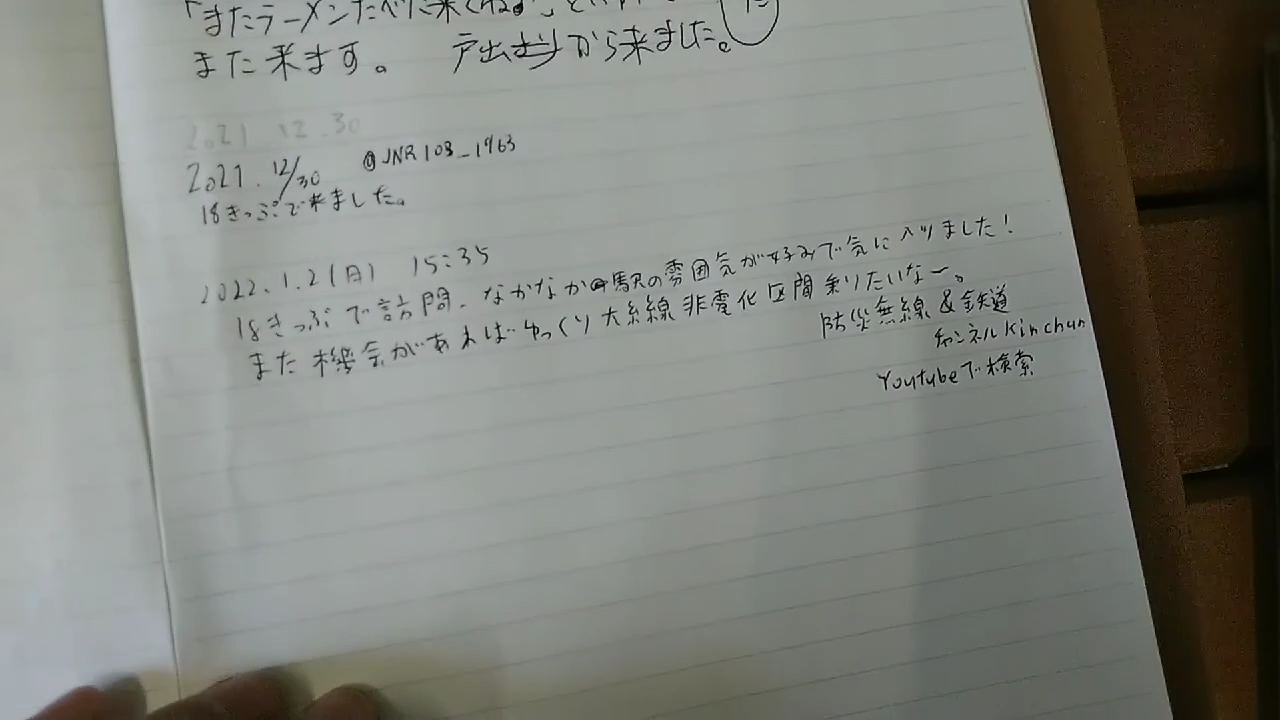 「またラーメンたべに来てね。」と
また来ます。 戸出から来ました。
2021 12.30
2021.12/30 @JNR103_1963
18きっぷで来ました。
2022.1.2(日) 15:35
18きっぷで訪問。なかなか駅の雰囲気が好みで気に入りました!
また機会があればゆっくり大糸線非電化区間乗りたいなー。
防災無線&鉄道
チャンネルKinchan
Youtubeで検索